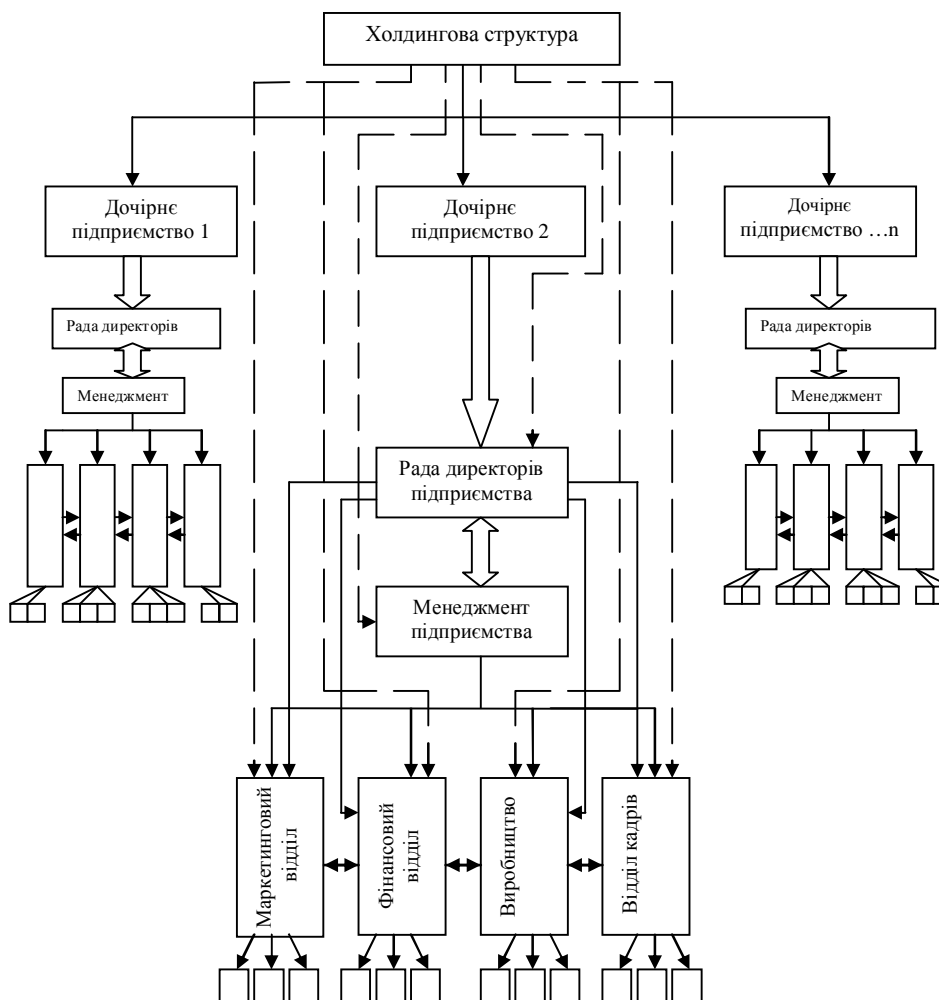 Холдингова структура
Дочірнє
підприємство 1
Дочірнє
підприємство 2
Дочірнє
підприємство …n
Рада директорів
Рада директорів
Менеджмент
Менеджмент
Рада директорів
підприємства
Менеджмент
підприємства
Маркетинговий
відділ
Фінансовий
відділ
Виробництво
Відділ кадрів